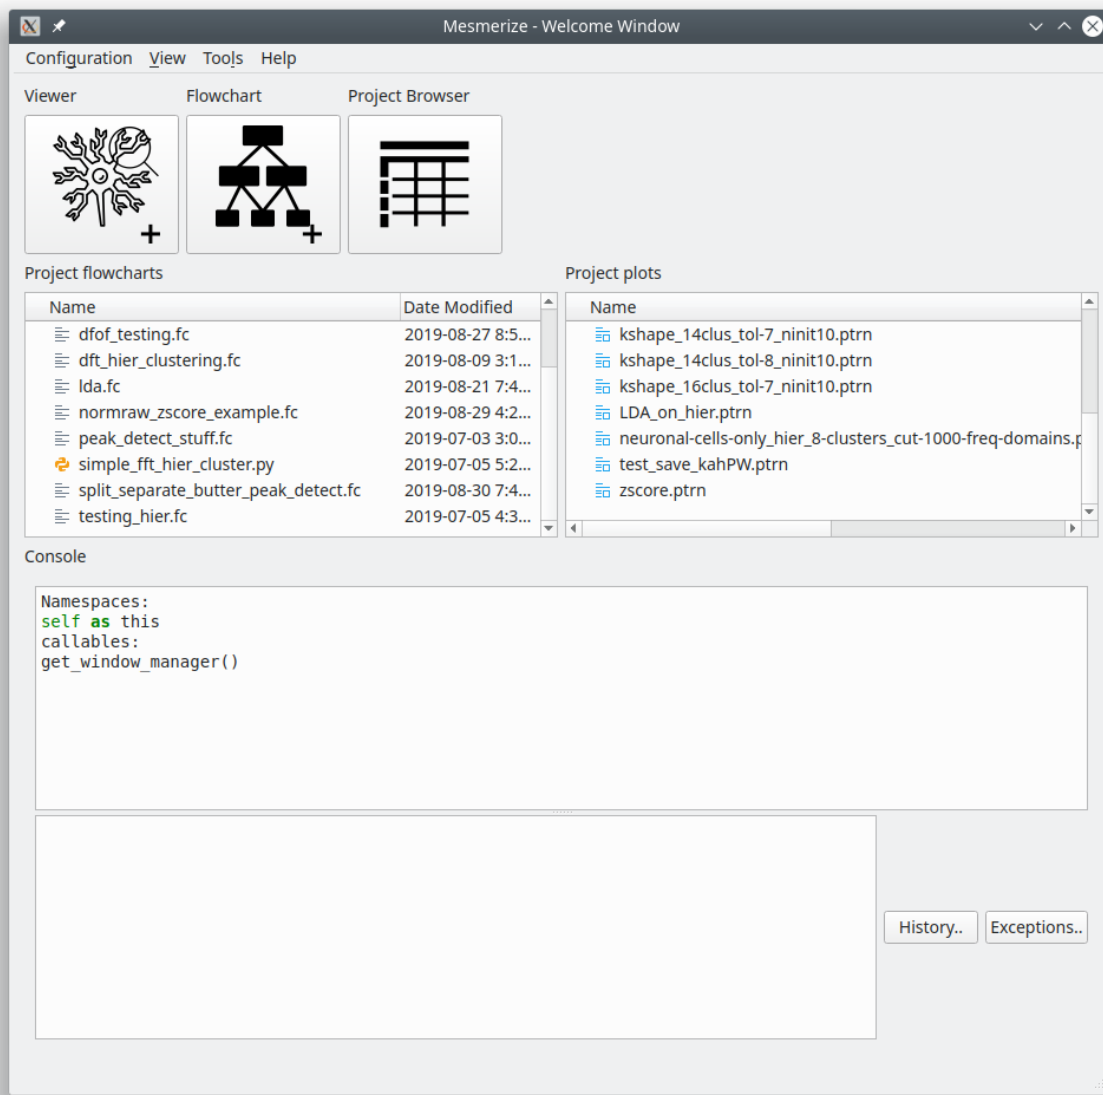 Mesmerize - Welcome Window
Configuration View Tools Help
Viewer Flowchart Project Browser
Project flowcharts
Name Date Modified
dfof_testing.fc 2019-08-27 8:5...
dft_hier_clustering.fc 2019-08-09 3:1...
lda.fc 2019-08-21 7:4...
normraw_zscore_example.fc 2019-08-29 4:2...
peak_detect_stuff.fc 2019-07-03 3:0...
simple_fft_hier_cluster.py 2019-07-05 5:2...
split_separate_butter_peak_detect.fc 2019-08-30 7:4...
testing_hier.fc 2019-07-05 4:3...
Project plots
Name
kshape_14clus_tol-7_ninit10.ptrn
kshape_14clus_tol-8_ninit10.ptrn
kshape_16clus_tol-7_ninit10.ptrn
LDA_on_hier.ptrn
neuronal-cells-only_hier_8-clusters_cut-1000-freq-domains.p
test_save_kahPW.ptrn
zscore.ptrn
Console
Namespaces:
self as this
callables:
get_window_manager()
History..
Exceptions..